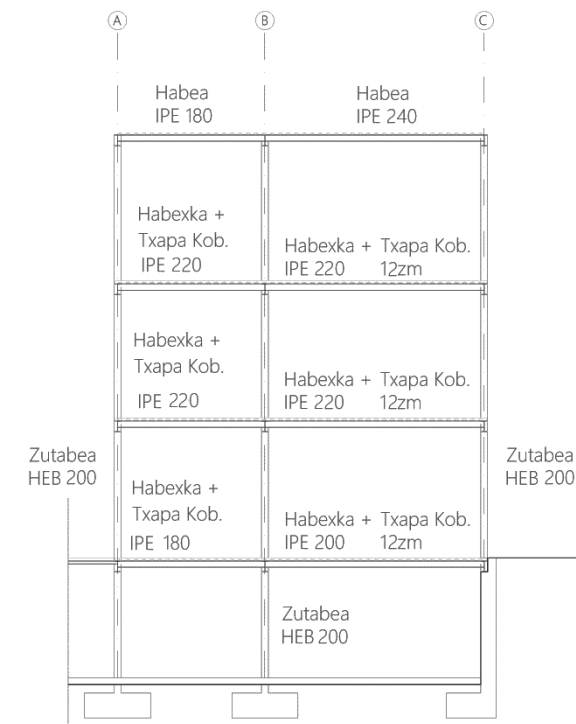 A B C
Habea
IPE 180
Habea
IPE 240
Habexka +
Txapa Kob.
IPE 220
Habexka + Txapa Kob.
IPE 220 12zm
Habexka +
Txapa Kob.
IPE 220
Habexka + Txapa Kob.
IPE 220 12zm
Zutabea
HEB 200
Zutabea
HEB 200
Habexka +
Txapa Kob.
IPE 180
Habexka + Txapa Kob.
IPE 200 12zm
Zutabea
HEB 200